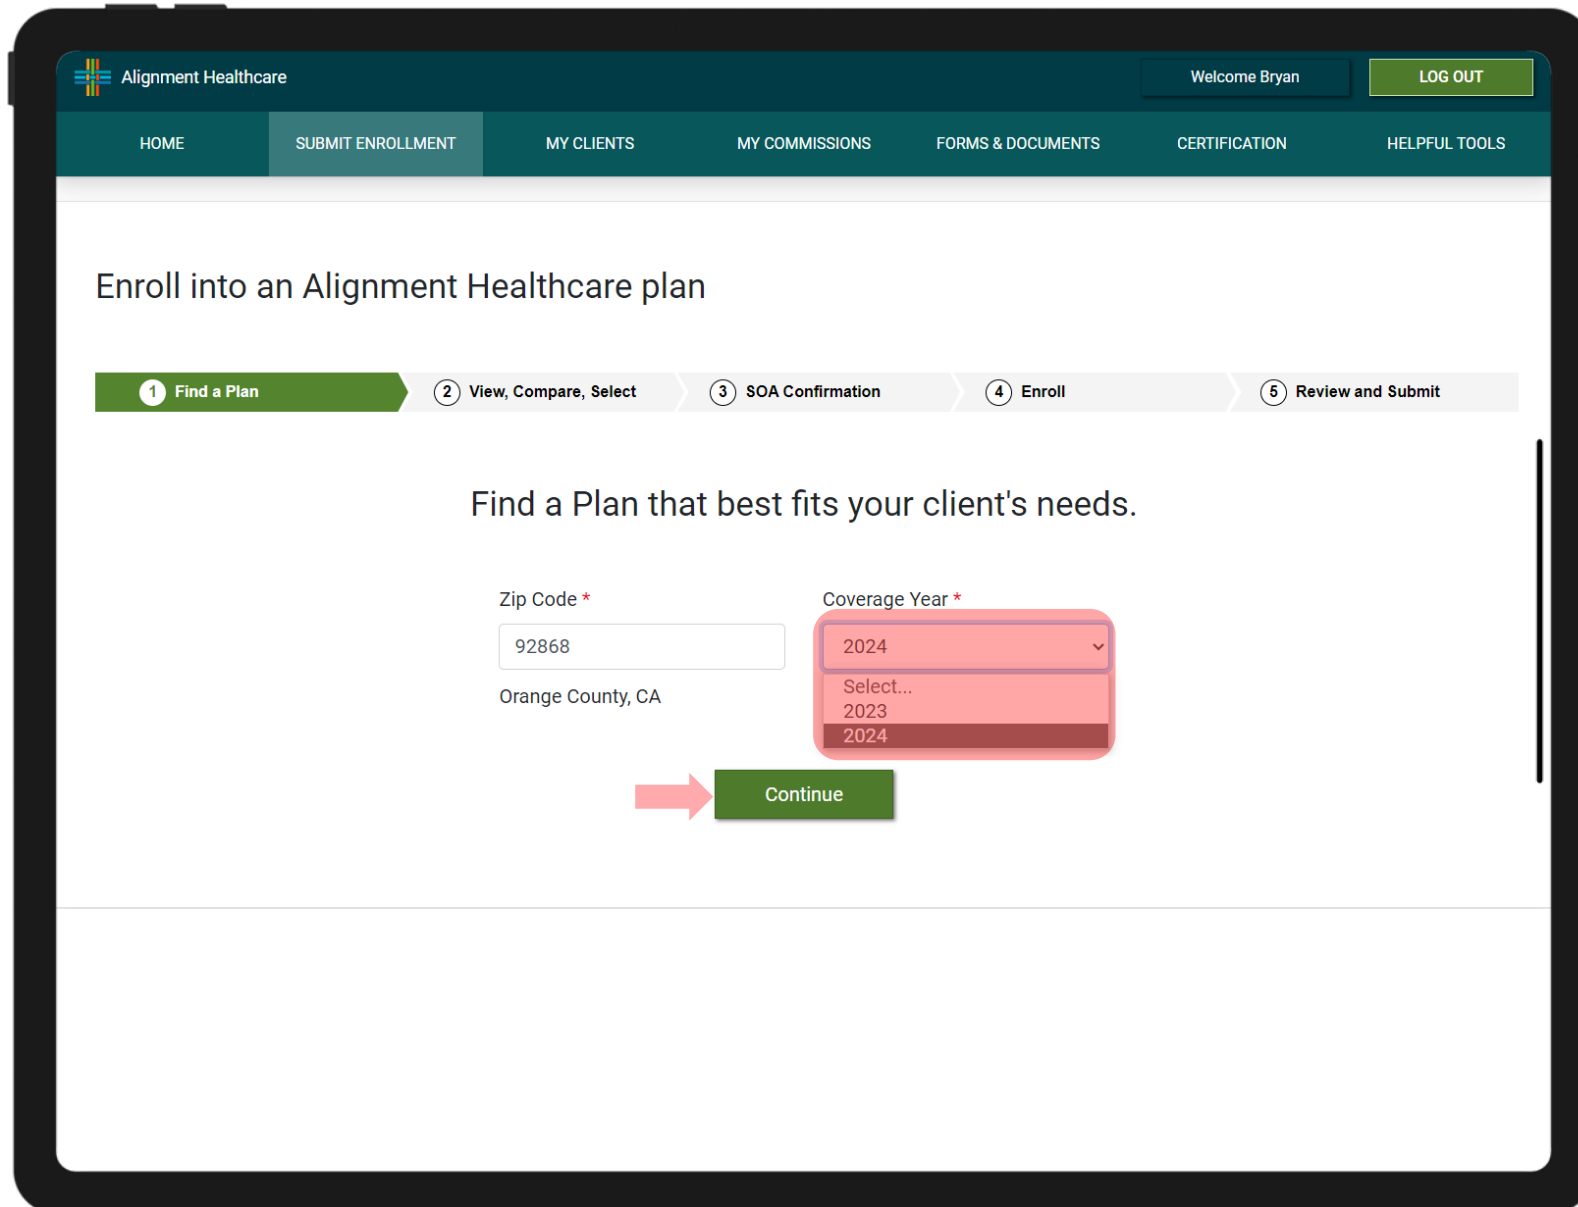 Alignment Healthcare
Welcome Bryan
LOG OUT
HOME
SUBMIT ENROLLMENT
MY CLIENTS
MY COMMISSIONS
FORMS & DOCUMENTS
CERTIFICATION
HELPFUL TOOLS
Enroll into an Alignment Healthcare plan
1 Find a Plan
2 View, Compare, Select
3 SOA Confirmation
4 Enroll
5 Review and Submit
Find a Plan that best fits your client's needs.
Zip Code *
Coverage Year *
92868
2024
Orange County, CA
Select...
2023
2024
Continue